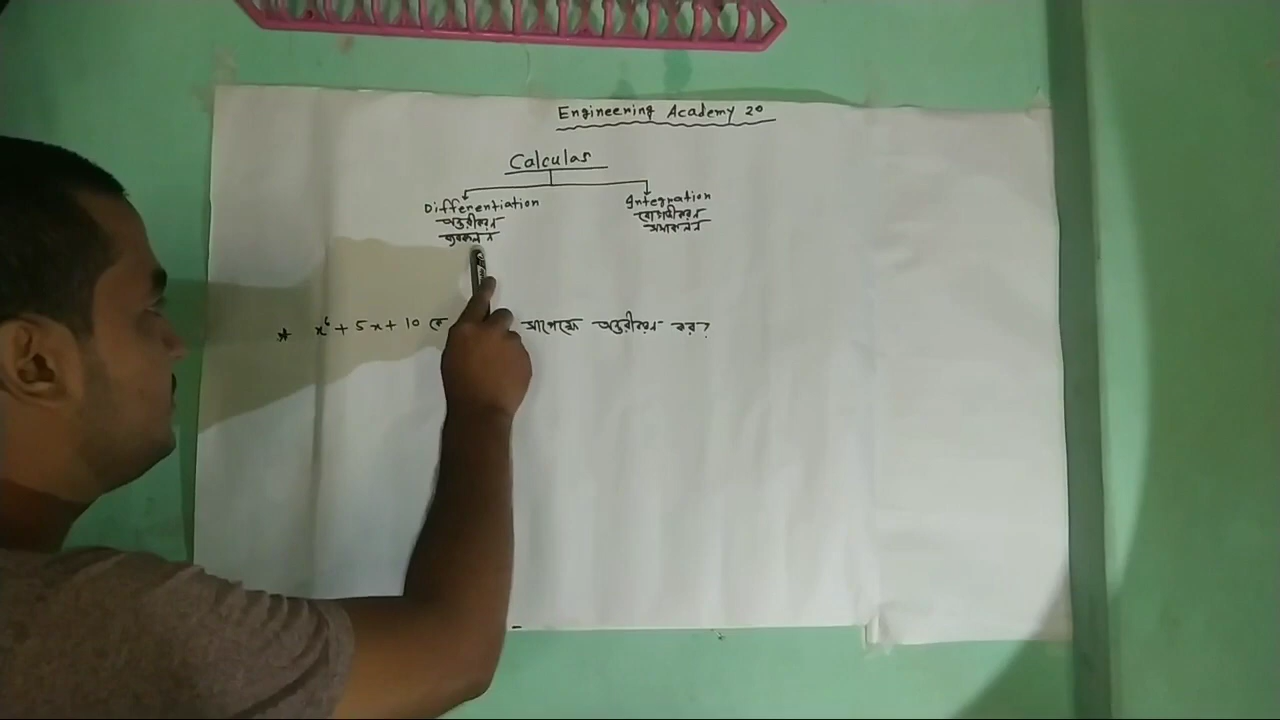 Engineering Academy 20
Calculas
Differentiation
অন্তরীকরণ
ব্যবকলন
Integration
যোগজীকরণ
সমাকলন
* x⁶ + 5x + 10 কে সাপেক্ষে অন্তরীকরণ কর?